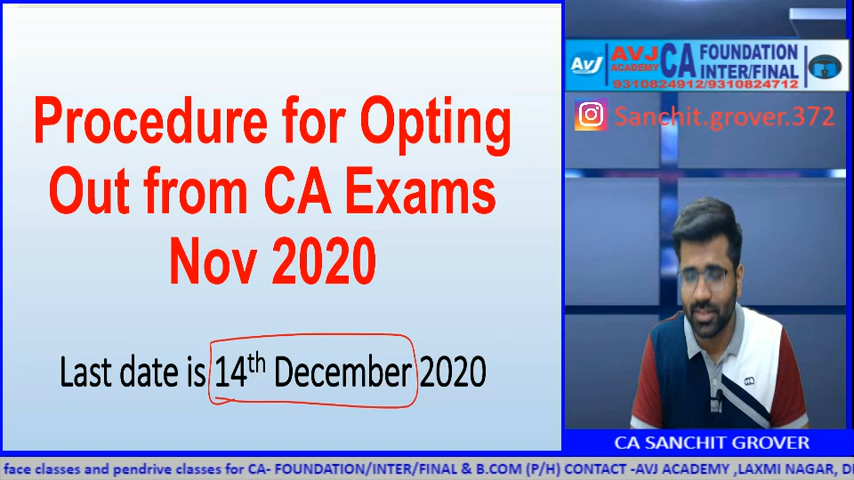 Procedure for Opting
Out from CA Exams
Nov 2020
Last date is 14th December 2020
AVJ
AVJ
ACADEMY
CA
FOUNDATION
INTER/FINAL
9310824912/9310824712
Sanchit.grover.372
CA SANCHIT GROVER
face classes and pendrive classes for CA- FOUNDATION/INTER/FINAL & B.COM (P/H) CONTACT -AVJ ACADEMY ,LAXMI NAGAR,